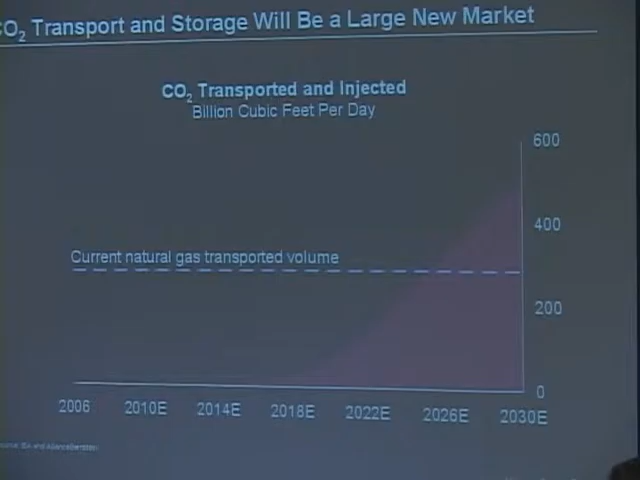 CO2 Transport and Storage Will Be a Large New Market
CO2 Transported and Injected
Billion Cubic Feet Per Day
600
400
Current natural gas transported volume
200
0
2006 2010E 2014E 2018E 2022E 2026E 2030E